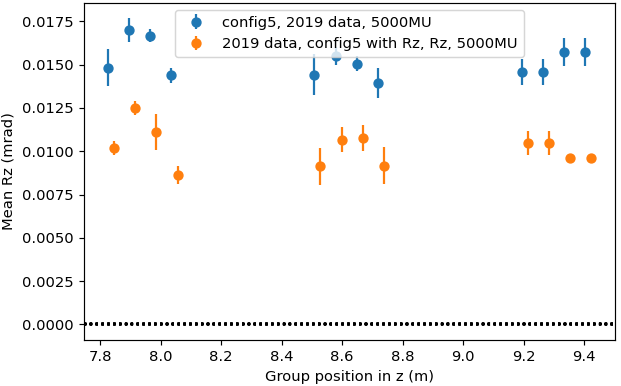 config5, 2019 data, 5000MU
2019 data, config5 with Rz, Rz, 5000MU
Mean Rz (mrad)
0.0175
0.0150
0.0125
0.0100
0.0075
0.0050
0.0025
0.0000
7.8 8.0 8.2 8.4 8.6 8.8 9.0 9.2 9.4
Group position in z (m)